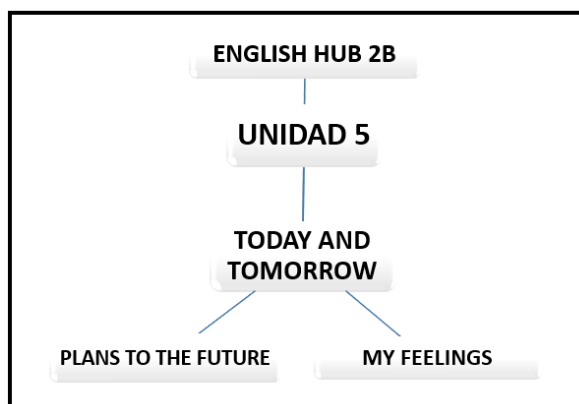 ENGLISH HUB 2B
UNIDAD 5
TODAY AND
TOMORROW
PLANS TO THE FUTURE
MY FEELINGS